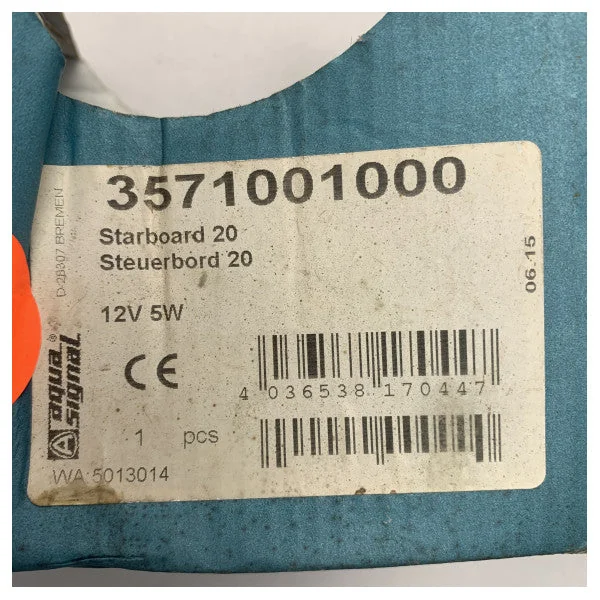 3571001000
Starboard 20
Steuerbord 20
12V 5W
CE
4 036538 170447
1 pcs
WA:5013014
aqua®
signal
D-28307 BREMEN
06.15